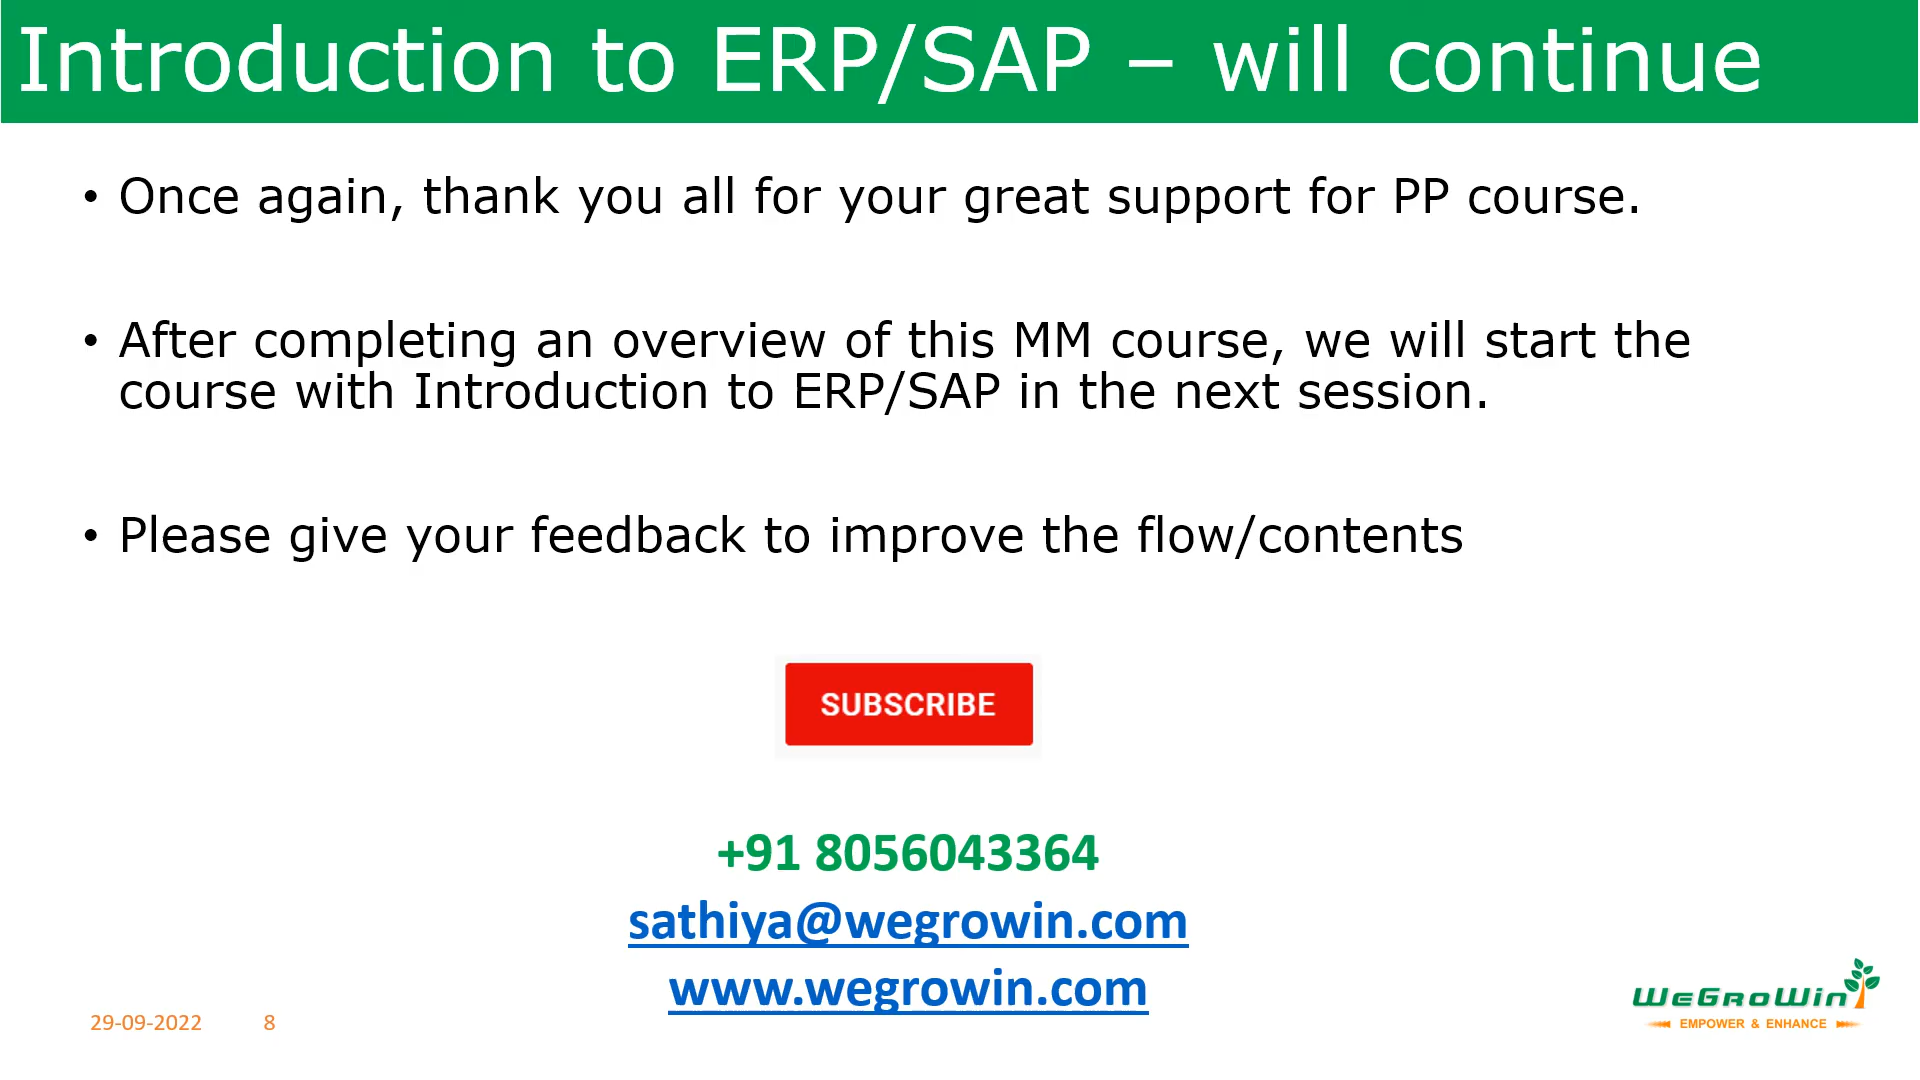 Introduction to ERP/SAP – will continue
• Once again, thank you all for your great support for PP course.
• After completing an overview of this MM course, we will start the
course with Introduction to ERP/SAP in the next session.
• Please give your feedback to improve the flow/contents
SUBSCRIBE
+91 8056043364
sathiya@wegrowin.com
www.wegrowin.com
29-09-2022 8
WeGroWin
EMPOWER & ENHANCE